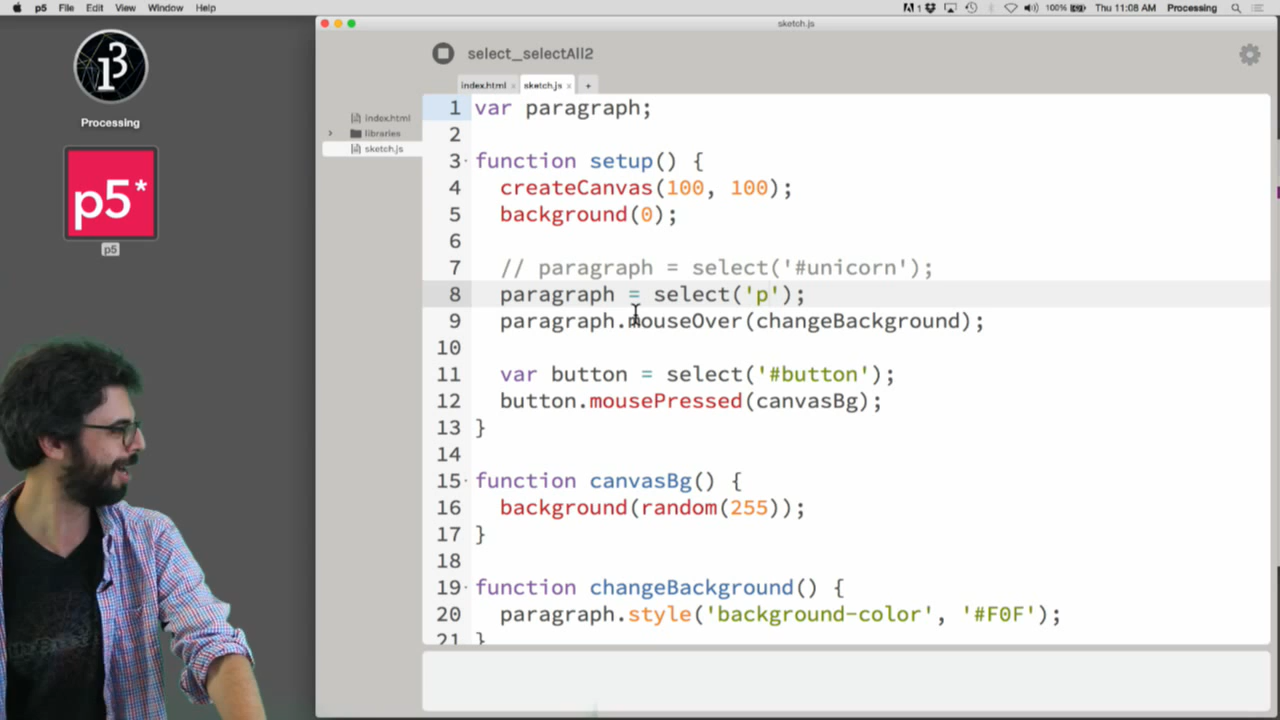 p5 File Edit View Window Help
1 100% Thu 11:08 AM Processing
sketch.js
Processing
p5*
p5
select_selectAll2
index.html × sketch.js × +
index.html
libraries
sketch.js
1 var paragraph;
2
3 function setup() {
4 createCanvas(100, 100);
5 background(0);
6
7 // paragraph = select('#unicorn');
8 paragraph = select('p');
9 paragraph.mouseOver(changeBackground);
10
11 var button = select('#button');
12 button.mousePressed(canvasBg);
13 }
14
15 function canvasBg() {
16 background(random(255));
17 }
18
19 function changeBackground() {
20 paragraph.style('background-color', '#F0F');
21 }